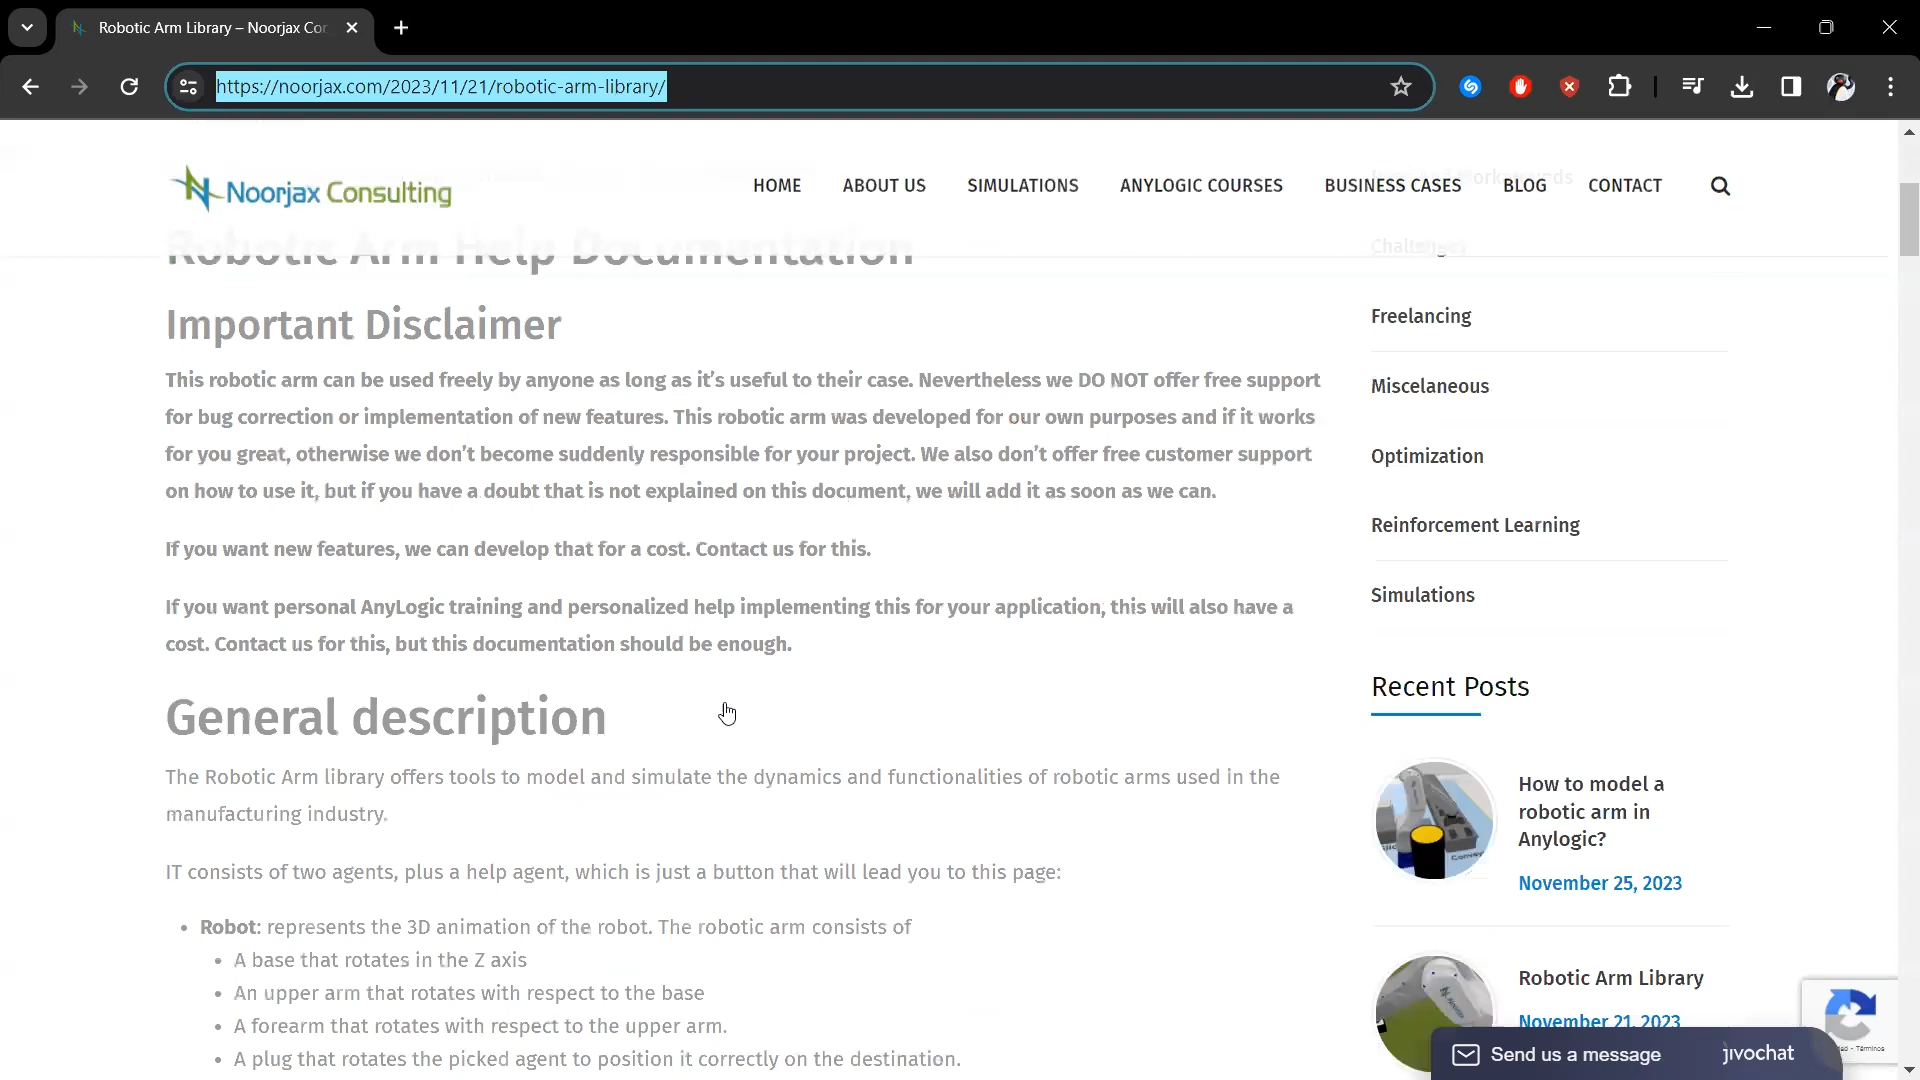 Robotic Arm Library – Noorjax Cor
https://noorjax.com/2023/11/21/robotic-arm-library/
Noorjax Consulting
HOME ABOUT US SIMULATIONS ANYLOGIC COURSES BUSINESS CASES BLOG CONTACT
Robotic Arm Help Documentation
Important Disclaimer
This robotic arm can be used freely by anyone as long as it’s useful to their case. Nevertheless we DO NOT offer free support
for bug correction or implementation of new features. This robotic arm was developed for our own purposes and if it works
for you great, otherwise we don’t become suddenly responsible for your project. We also don’t offer free customer support
on how to use it, but if you have a doubt that is not explained on this document, we will add it as soon as we can.
If you want new features, we can develop that for a cost. Contact us for this.
If you want personal AnyLogic training and personalized help implementing this for your application, this will also have a
cost. Contact us for this, but this documentation should be enough.
General description
The Robotic Arm library offers tools to model and simulate the dynamics and functionalities of robotic arms used in the
manufacturing industry.
IT consists of two agents, plus a help agent, which is just a button that will lead you to this page:
• Robot: represents the 3D animation of the robot. The robotic arm consists of
• A base that rotates in the Z axis
• An upper arm that rotates with respect to the base
• A forearm that rotates with respect to the upper arm.
• A plug that rotates the picked agent to position it correctly on the destination.
Challenges
Freelancing
Miscelaneous
Optimization
Reinforcement Learning
Simulations
Recent Posts
How to model a
robotic arm in
Anylogic?
November 25, 2023
Robotic Arm Library
November 21, 2023
Send us a message jivochat